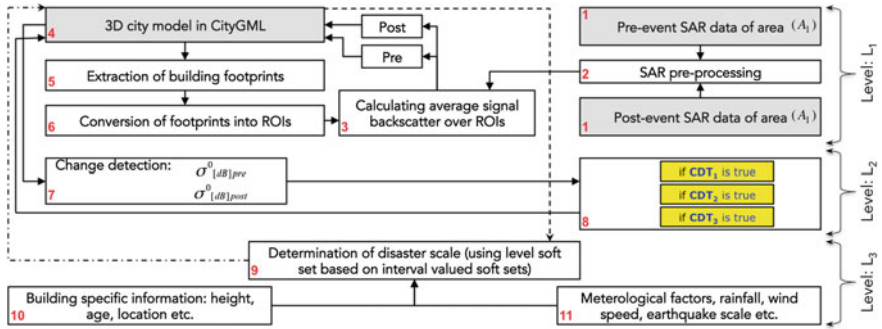 4
3D city model in CityGML
Post
Pre
1
Pre-event SAR data of area (A1)
5
Extraction of building footprints
2
SAR pre-processing
6
Conversion of footprints into ROIs
3
Calculating average signal
backscatter over ROIs
1
Post-event SAR data of area (A1)
Level: L1
7
Change detection:
σ0[dB]pre
σ0[dB]post
8
if CDT1 is true
if CDT2 is true
if CDT3 is true
Level: L2
9
Determination of disaster scale (using level soft
set based on interval valued soft sets)
10
Building specific information: height,
age, location etc.
11
Meterological factors, rainfall, wind
speed, earthquake scale etc.
Level: L3